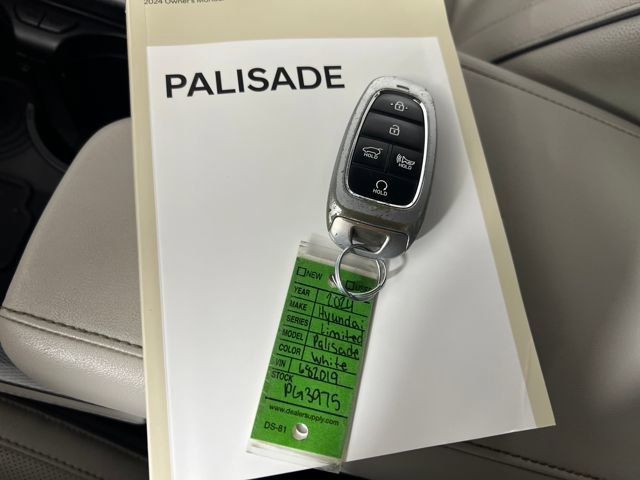 2024 Owner's Manual
PALISADE
HOLD
HOLD
HOLD
NEW
YEAR 2024
MAKE Hyundai
SERIES Limited
MODEL Palisade
COLOR White
VIN 682019
STOCK PG3975
www.dealersupply.com
DS-81